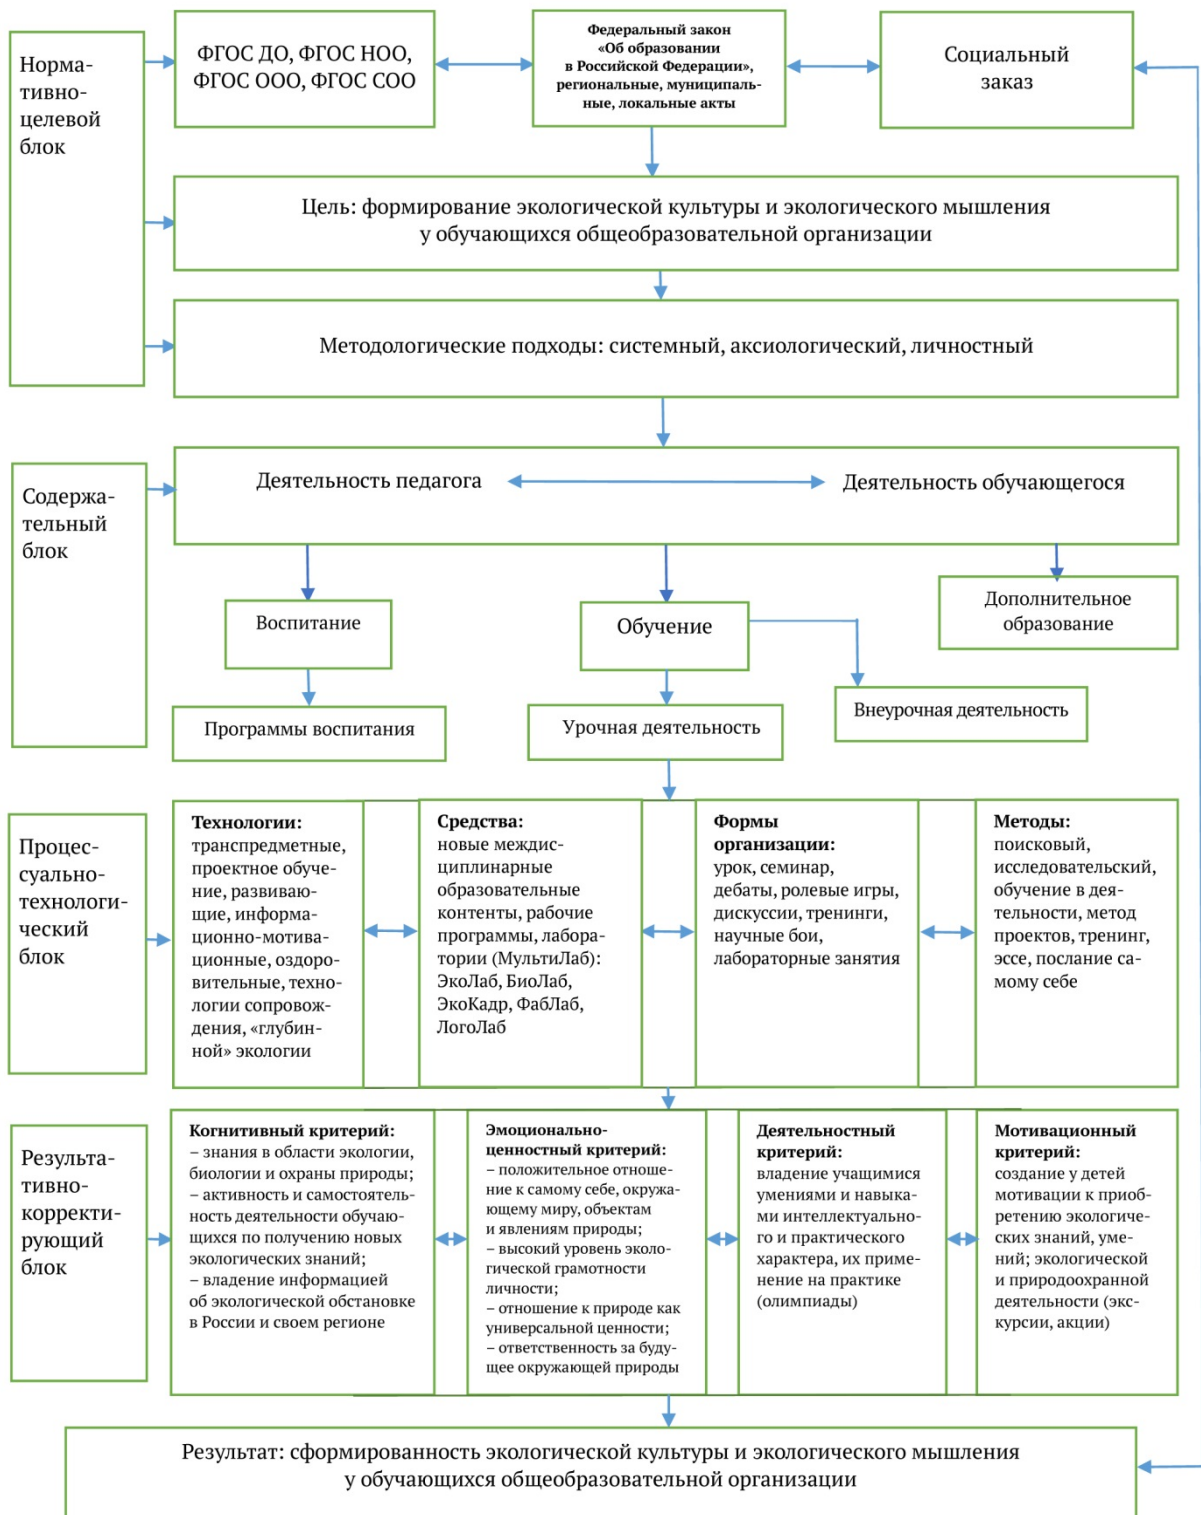 Норма-
тивно-
целевой
блок
ФГОС ДО, ФГОС НОО,
ФГОС ООО, ФГОС СОО
Федеральный закон
«Об образовании
в Российской Федерации»,
региональные, муниципаль-
ные, локальные акты
Социальный
заказ
Цель: формирование экологической культуры и экологического мышления
у обучающихся общеобразовательной организации
Методологические подходы: системный, аксиологический, личностный
Содержа-
тельный
блок
Деятельность педагога
Деятельность обучающегося
Воспитание
Обучение
Дополнительное
образование
Программы воспитания
Урочная деятельность
Внеурочная деятельность
Процес-
суально-
технологи-
ческий
блок
Технологии:
транспредметные,
проектное обуче-
ние, развиваю-
щие, информа-
ционно-мотива-
ционные, оздоро-
вительные, техно-
логии сопровож-
дения, «глубин-
ной» экологии
Средства:
новые междис-
циплинарные
образовательные
контенты, рабочие
программы, лабора-
тории (МультиЛаб):
ЭкоЛаб, БиоЛаб,
ЭкоКадр, ФабЛаб,
ЛогоЛаб
Формы
организации:
урок, семинар,
дебаты, ролевые игры,
дискуссии, тренинги,
научные бои,
лабораторные занятия
Методы:
поисковый,
исследовательский,
обучение в дея-
тельности, метод
проектов, тренинг,
эссе, послание са-
мому себе
Результа-
тивно-
корректи-
рующий
блок
Когнитивный критерий:
– знания в области экологии,
биологии и охраны природы;
– активность и самостоятель-
ность деятельности обучаю-
щихся по получению новых
экологических знаний;
– владение информацией
об экологической обстановке
в России и своем регионе
Эмоционально-
ценностный критерий:
– положительное отноше-
ние к самому себе, окружа-
ющему миру, объектам
и явлениям природы;
– высокий уровень эколо-
гической грамотности
личности;
– отношение к природе как
универсальной ценности;
– ответственность за буду-
щее окружающей природы
Деятельностный
критерий:
владение учащимися
умениями и навыка-
ми интеллектуально-
го и практического
характера, их приме-
нение на практике
(олимпиады)
Мотивационный
критерий:
создание у детей
мотивации к приоб-
ретению экологиче-
ских знаний, уме-
ний; экологической
и природоохранной
деятельности (экс-
курсии, акции)
Результат: сформированность экологической культуры и экологического мышления
у обучающихся общеобразовательной организации